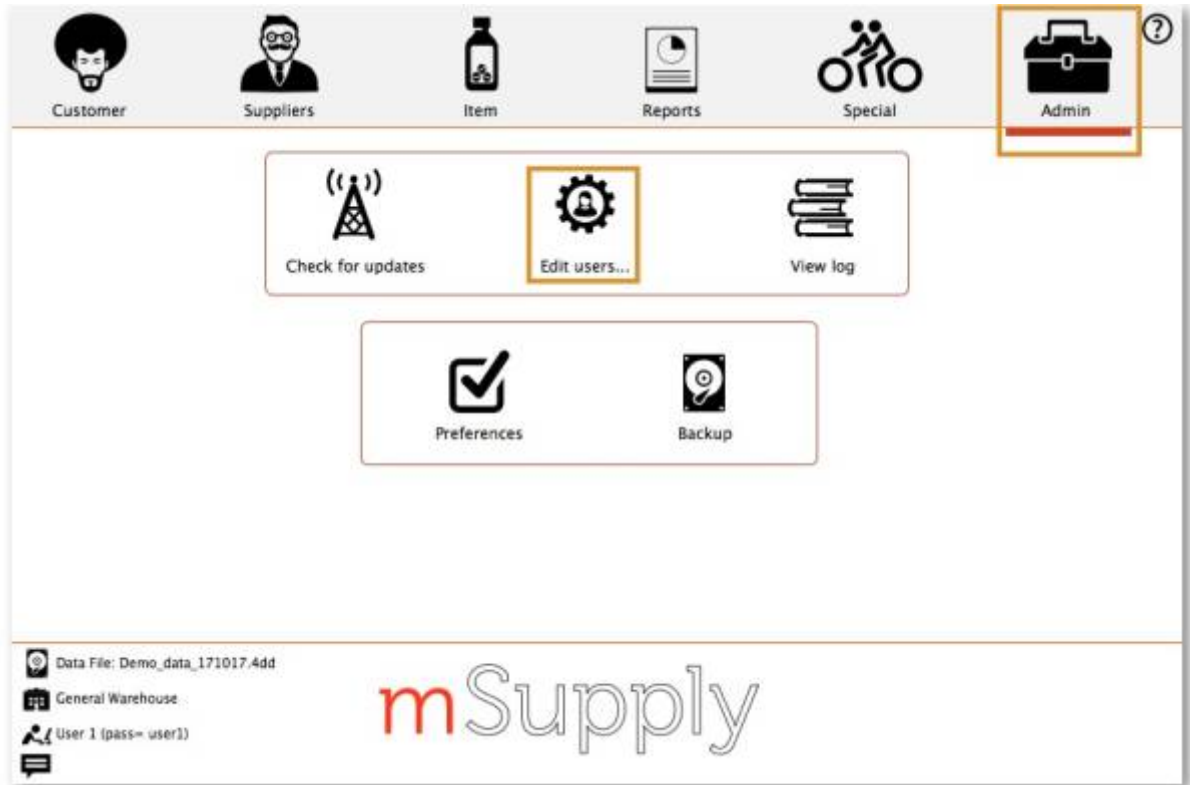 Customer
Suppliers
Item
Reports
Special
Admin
?
Check for updates
Edit users...
View log
Preferences
Backup
Data File: Demo_data_171017.4dd
General Warehouse
User 1 (pass= user1)
mSupply